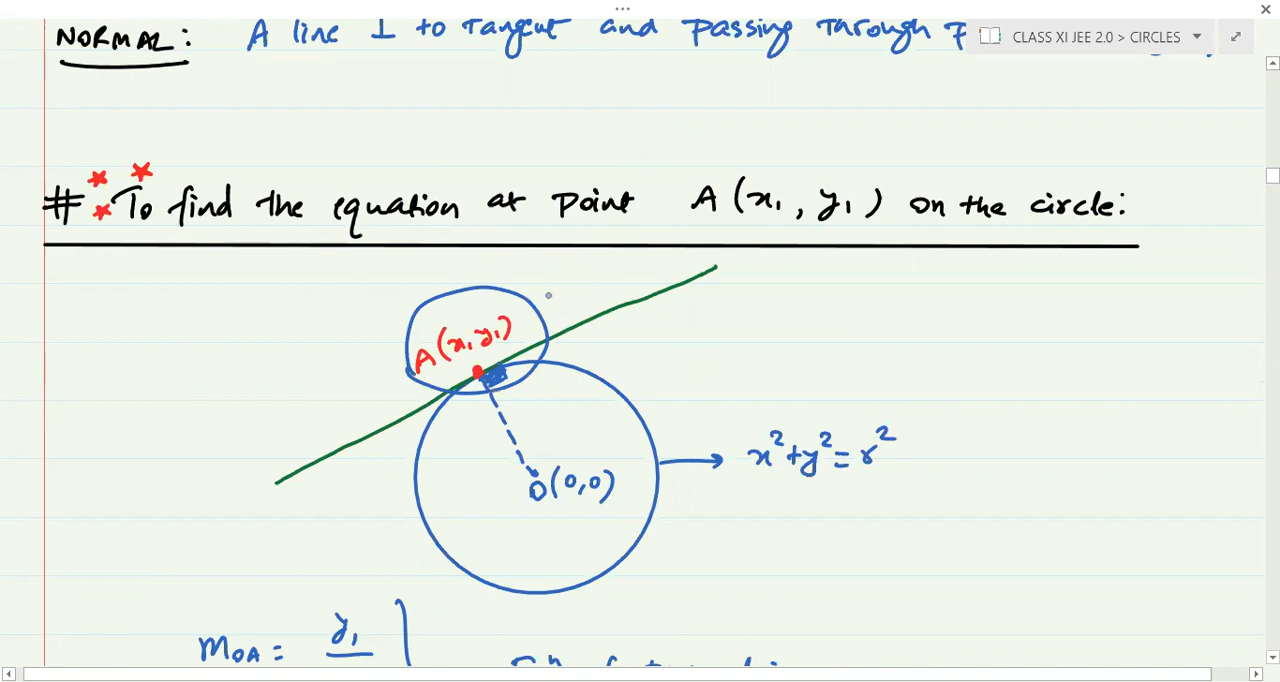 NORMAL: A line ⊥ to Tangent and passing through
CLASS XI JEE 2.0 > CIRCLES
# To find the equation at point A(x₁, y₁) on the circle:
A(x₁ y₁)
x² + y² = r²
O(0,0)
m_OA = y₁